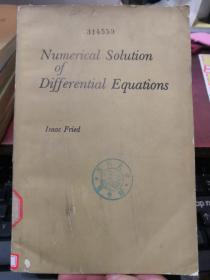 314559
Numerical Solution
of
Differential Equations
Isaac Fried